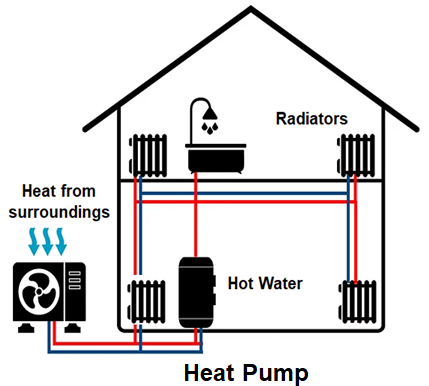 Radiators
Heat from
surroundings
Hot Water
Heat Pump